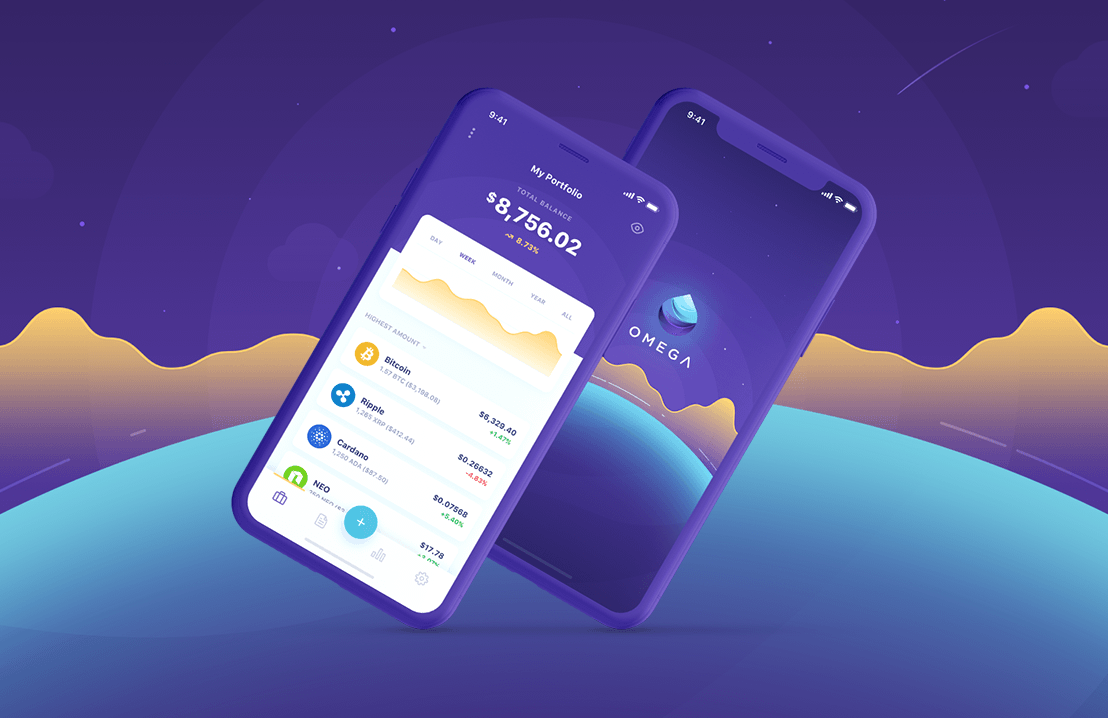 9:41
My Portfolio
TOTAL BALANCE
$8,756.02
8.73%
DAY WEEK MONTH YEAR ALL
HIGHEST AMOUNT
Bitcoin
1,57 BTC ($3,198.08)
$6,329.40
+1.47%
Ripple
1,265 XRP ($412.44)
$0.26632
-4.83%
Cardano
1,250 ADA ($87.50)
$0.07568
+5.40%
NEO
$17.78
9:41
OMEGA